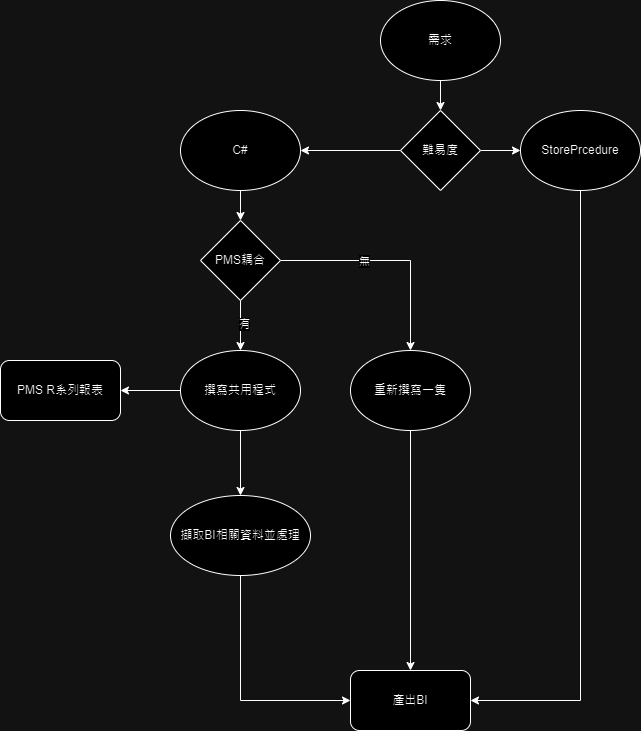 需求
C#
難易度
StorePrcedure
PMS耦合
無
有
PMS R系列報表
撰寫共用程式
重新撰寫一隻
擷取BI相關資料並處理
產出BI